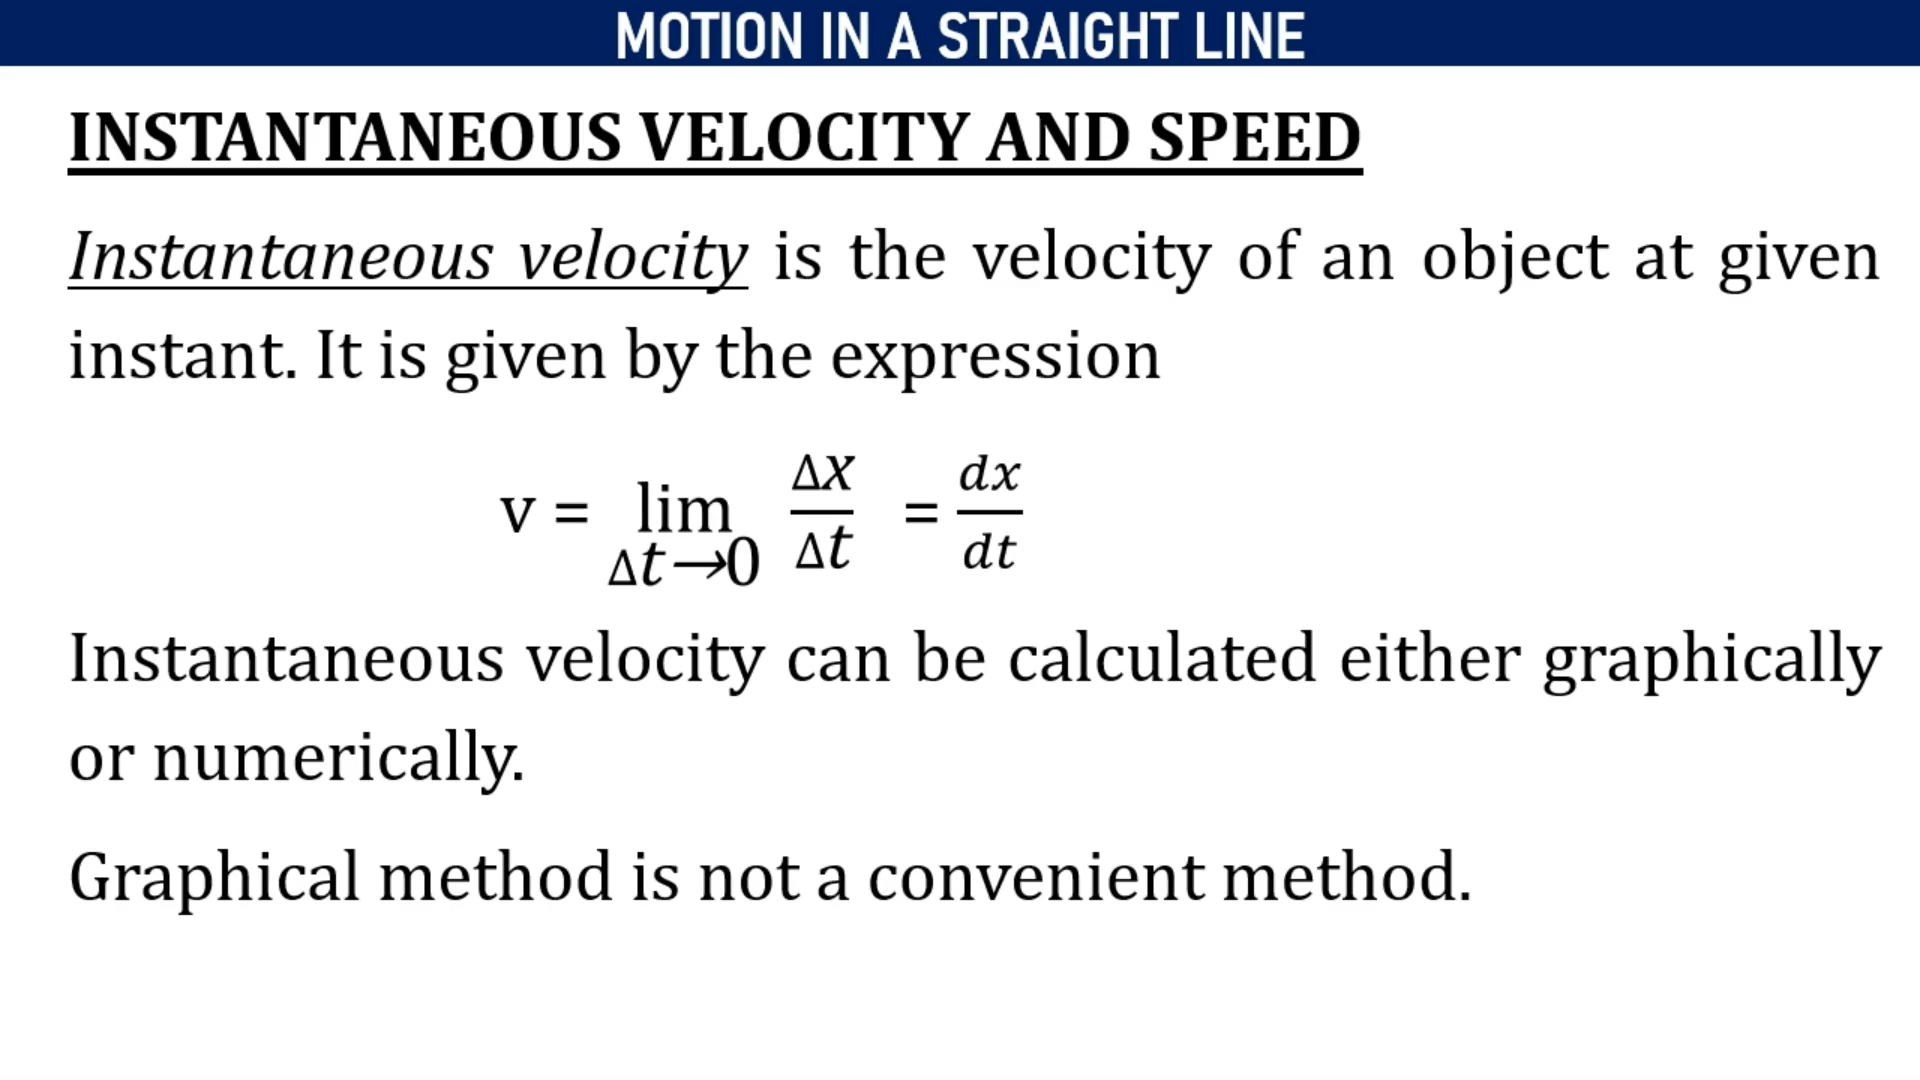 MOTION IN A STRAIGHT LINE
INSTANTANEOUS VELOCITY AND SPEED
Instantaneous velocity is the velocity of an object at given
instant. It is given by the expression
v = lim Δt→0 Δx/Δt = dx/dt
Instantaneous velocity can be calculated either graphically
or numerically.
Graphical method is not a convenient method.